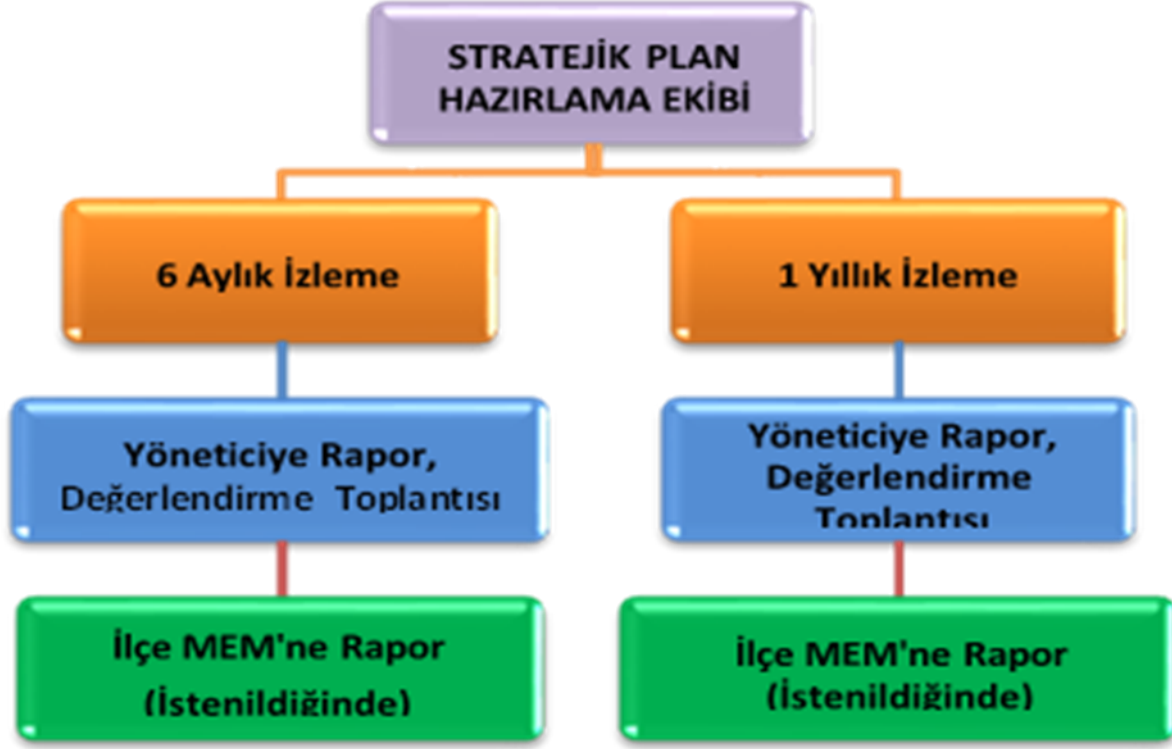 STRATEJİK PLAN
HAZIRLAMA EKİBİ
6 Aylık İzleme
1 Yıllık İzleme
Yöneticiye Rapor,
Değerlendirme Toplantısı
Yöneticiye Rapor,
Değerlendirme
Toplantısı
İlçe MEM'ne Rapor
(İstenildiğinde)
İlçe MEM'ne Rapor
(İstenildiğinde)